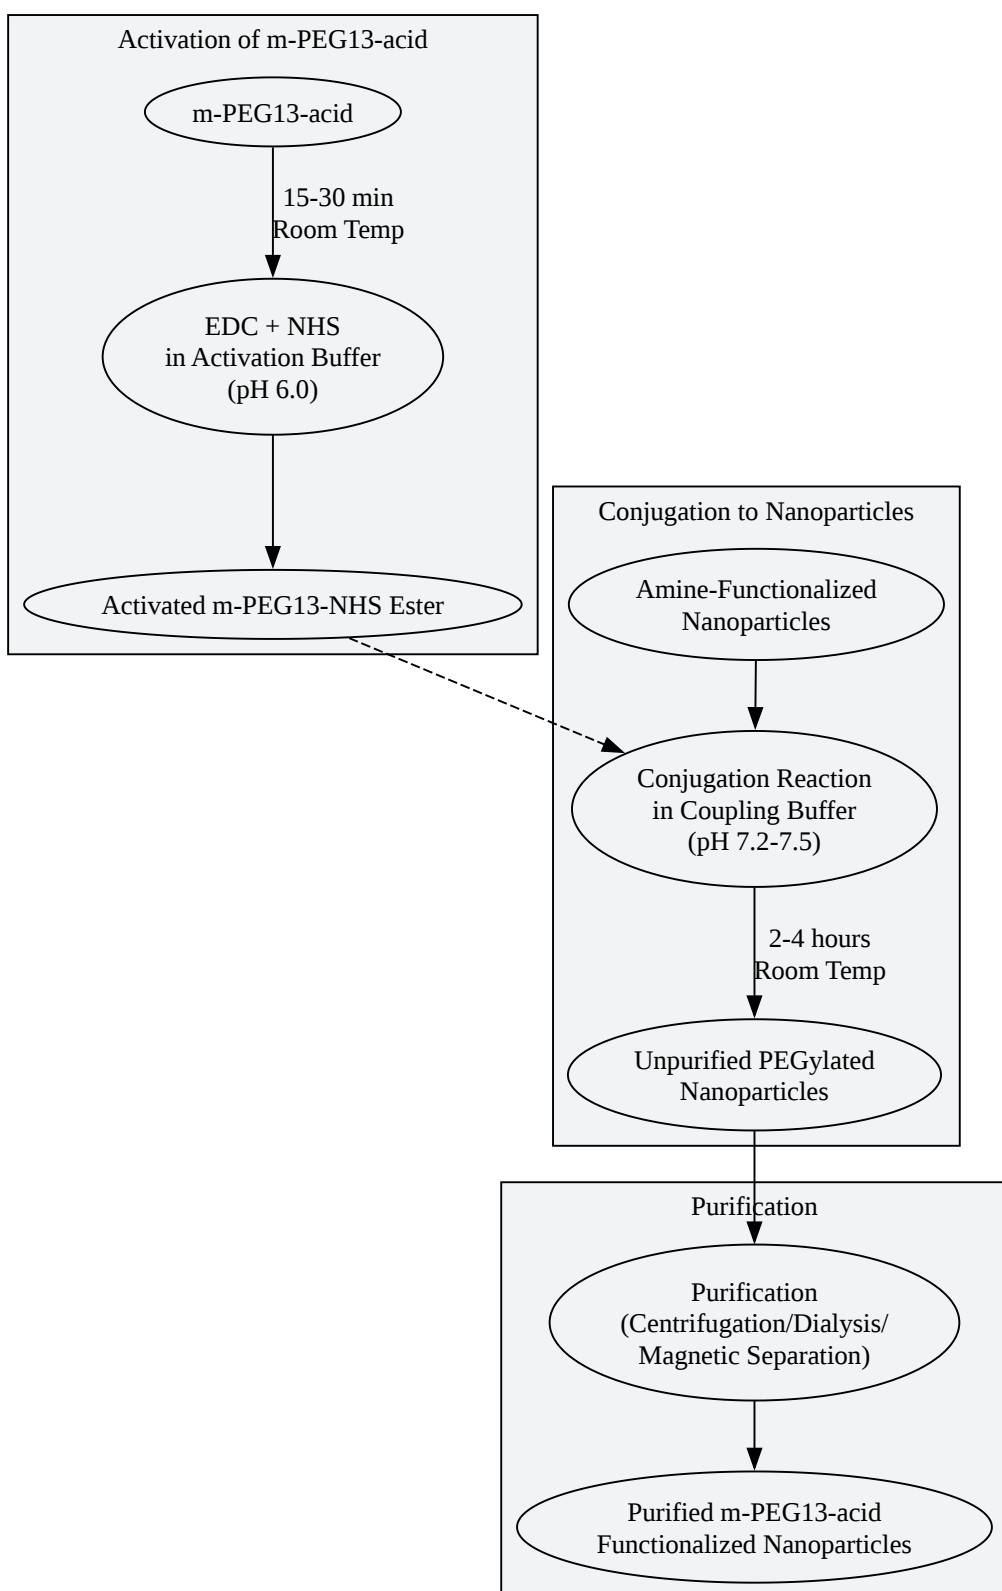 Activation of m-PEG13-acid
m-PEG13-acid
15-30 min
Room Temp
EDC + NHS
in Activation Buffer
(pH 6.0)
Activated m-PEG13-NHS Ester
Conjugation to Nanoparticles
Amine-Functionalized
Nanoparticles
Conjugation Reaction
in Coupling Buffer
(pH 7.2-7.5)
2-4 hours
Room Temp
Unpurified PEGylated
Nanoparticles
Purification
Purification
(Centrifugation/Dialysis/
Magnetic Separation)
Purified m-PEG13-acid
Functionalized Nanoparticles